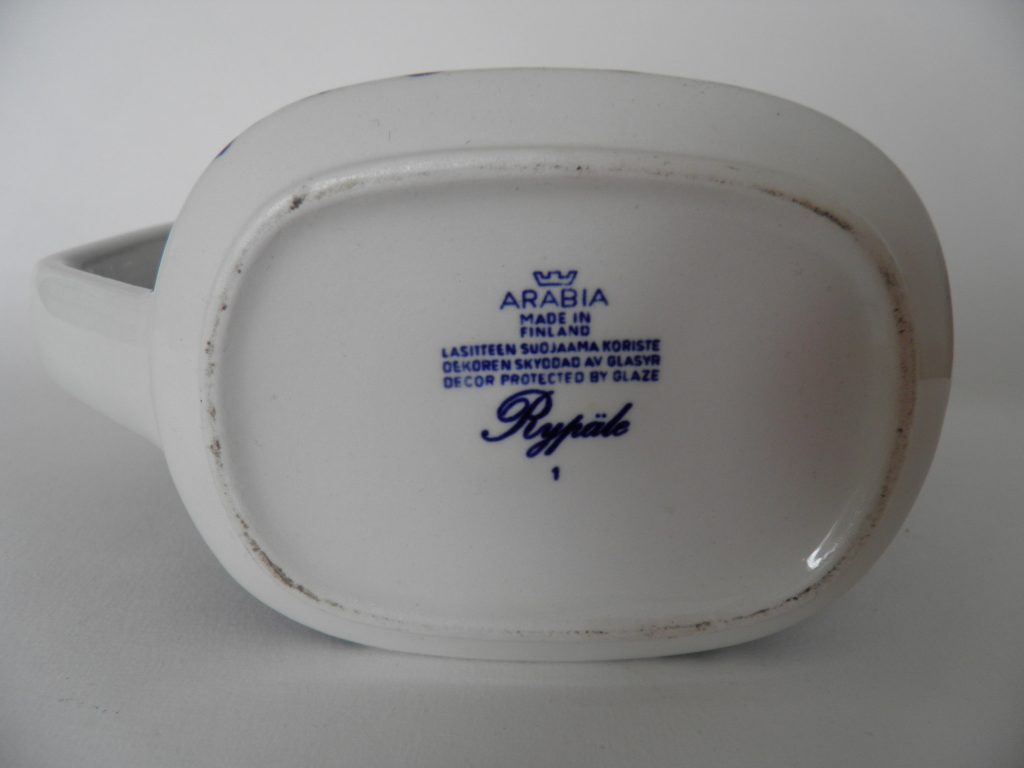 ARABIA
MADE IN
FINLAND
LASITTEEN SUOJAAMA KORISTE
DEKOREN SKYDDAD AV GLASYR
DECOR PROTECTED BY GLAZE
Rypäle
1